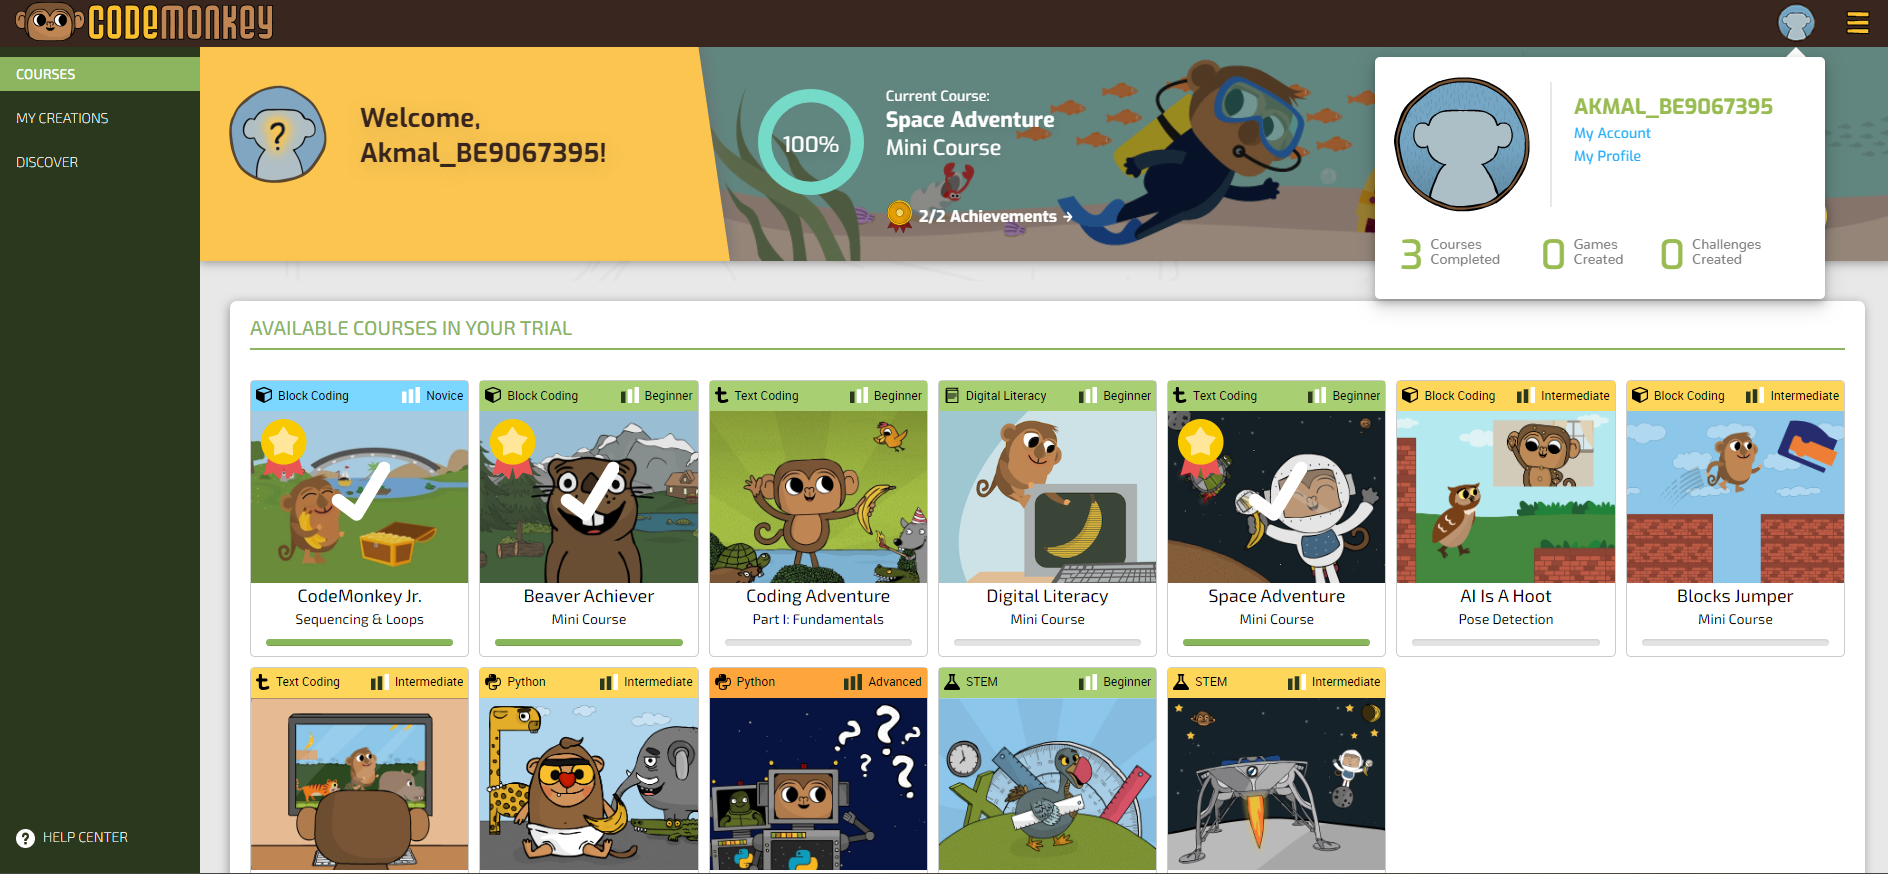 CODEMONKEY
COURSES
MY CREATIONS
DISCOVER
HELP CENTER
?
Welcome,
Akmal_BE9067395!
100%
Current Course:
Space Adventure
Mini Course
2/2 Achievements →
AKMAL_BE9067395
My Account
My Profile
3 Courses Completed
0 Games Created
0 Challenges Created
AVAILABLE COURSES IN YOUR TRIAL
Block Coding Novice
CodeMonkey Jr.
Sequencing & Loops
Block Coding Beginner
Beaver Achiever
Mini Course
Text Coding Beginner
Coding Adventure
Part I: Fundamentals
Digital Literacy Beginner
Digital Literacy
Mini Course
Text Coding Beginner
Space Adventure
Mini Course
Block Coding Intermediate
AI Is A Hoot
Pose Detection
Block Coding Intermediate
Blocks Jumper
Mini Course
Text Coding Intermediate
Python Intermediate
Python Advanced
? ? ? ? ?
STEM Beginner
STEM Intermediate